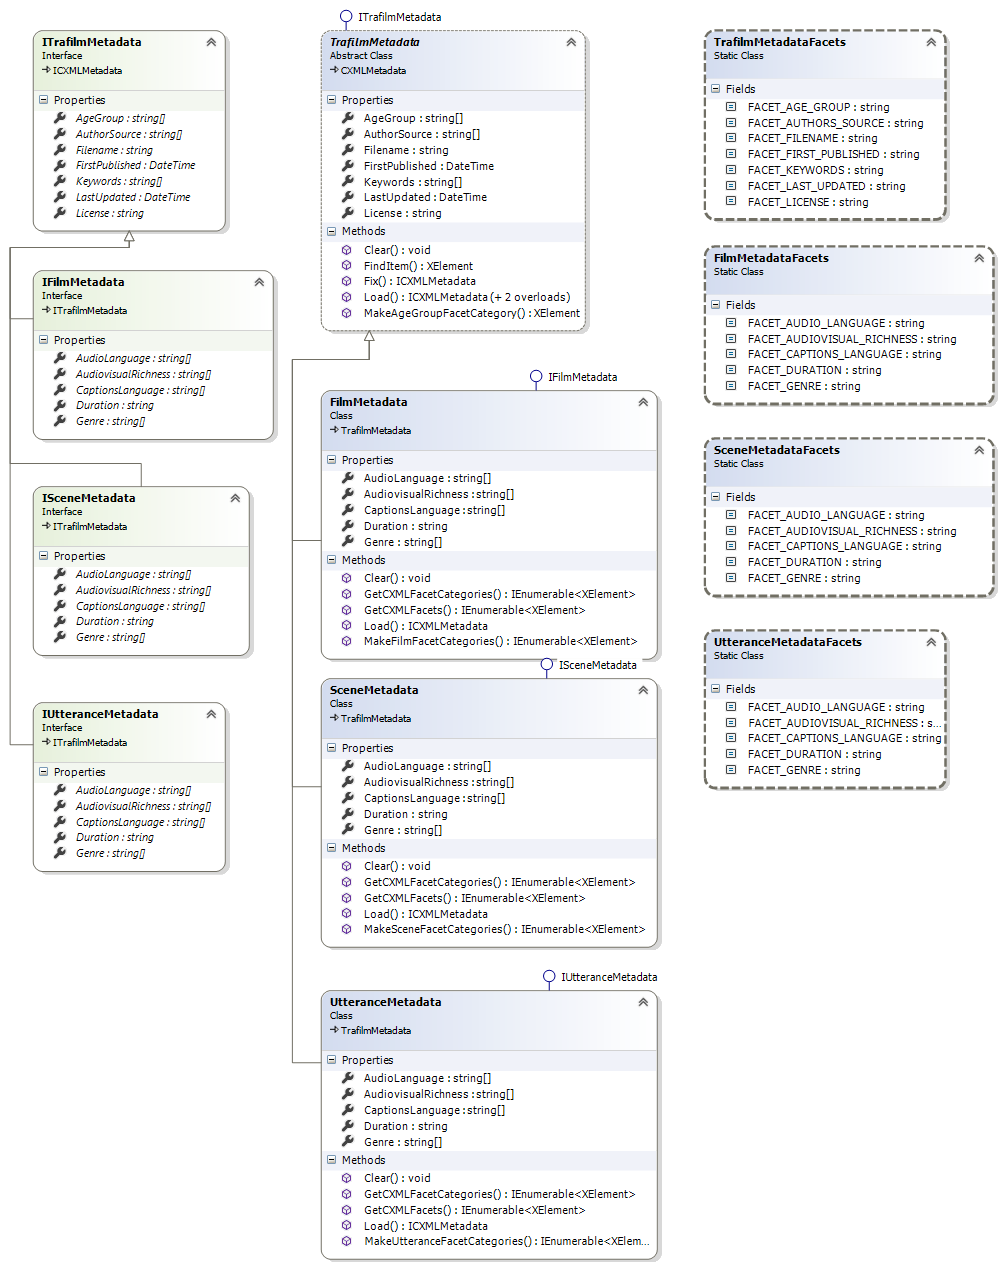 ITrafilmMetadata
Interface
ICXMLMetadata
Properties
AgeGroup : string[]
AuthorSource : string[]
Filename : string
FirstPublished : DateTime
Keywords : string[]
LastUpdated : DateTime
License : string
IFilmMetadata
Interface
ITrafilmMetadata
Properties
AudioLanguage : string[]
AudiovisualRichness : string[]
CaptionsLanguage : string[]
Duration : string
Genre : string[]
ISceneMetadata
Interface
ITrafilmMetadata
Properties
AudioLanguage : string[]
AudiovisualRichness : string[]
CaptionsLanguage : string[]
Duration : string
Genre : string[]
IUtteranceMetadata
Interface
ITrafilmMetadata
Properties
AudioLanguage : string[]
AudiovisualRichness : string[]
CaptionsLanguage : string[]
Duration : string
Genre : string[]
ITrafilmMetadata
TrafilmMetadata
Abstract Class
CXMLMetadata
Properties
AgeGroup : string[]
AuthorSource : string[]
Filename : string
FirstPublished : DateTime
Keywords : string[]
LastUpdated : DateTime
License : string
Methods
Clear() : void
FindItem() : XElement
Fix() : ICXMLMetadata
Load() : ICXMLMetadata (+ 2 overloads)
MakeAgeGroupFacetCategory() : XElement
IFilmMetadata
FilmMetadata
Class
TrafilmMetadata
Properties
AudioLanguage : string[]
AudiovisualRichness : string[]
CaptionsLanguage : string[]
Duration : string
Genre : string[]
Methods
Clear() : void
GetCXMLFacetCategories() : IEnumerable<XElement>
GetCXMLFacets() : IEnumerable<XElement>
Load() : ICXMLMetadata
MakeFilmFacetCategories() : IEnumerable<XElement>
ISceneMetadata
SceneMetadata
Class
TrafilmMetadata
Properties
AudioLanguage : string[]
AudiovisualRichness : string[]
CaptionsLanguage : string[]
Duration : string
Genre : string[]
Methods
Clear() : void
GetCXMLFacetCategories() : IEnumerable<XElement>
GetCXMLFacets() : IEnumerable<XElement>
Load() : ICXMLMetadata
MakeSceneFacetCategories() : IEnumerable<XElement>
IUtteranceMetadata
UtteranceMetadata
Class
TrafilmMetadata
Properties
AudioLanguage : string[]
AudiovisualRichness : string[]
CaptionsLanguage : string[]
Duration : string
Genre : string[]
Methods
Clear() : void
GetCXMLFacetCategories() : IEnumerable<XElement>
GetCXMLFacets() : IEnumerable<XElement>
Load() : ICXMLMetadata
MakeUtteranceFacetCategories() : IEnumerable<XElem...
TrafilmMetadataFacets
Static Class
Fields
FACET_AGE_GROUP : string
FACET_AUTHORS_SOURCE : string
FACET_FILENAME : string
FACET_FIRST_PUBLISHED : string
FACET_KEYWORDS : string
FACET_LAST_UPDATED : string
FACET_LICENSE : string
FilmMetadataFacets
Static Class
Fields
FACET_AUDIO_LANGUAGE : string
FACET_AUDIOVISUAL_RICHNESS : string
FACET_CAPTIONS_LANGUAGE : string
FACET_DURATION : string
FACET_GENRE : string
SceneMetadataFacets
Static Class
Fields
FACET_AUDIO_LANGUAGE : string
FACET_AUDIOVISUAL_RICHNESS : string
FACET_CAPTIONS_LANGUAGE : string
FACET_DURATION : string
FACET_GENRE : string
UtteranceMetadataFacets
Static Class
Fields
FACET_AUDIO_LANGUAGE : string
FACET_AUDIOVISUAL_RICHNESS : s...
FACET_CAPTIONS_LANGUAGE : string
FACET_DURATION : string
FACET_GENRE : string